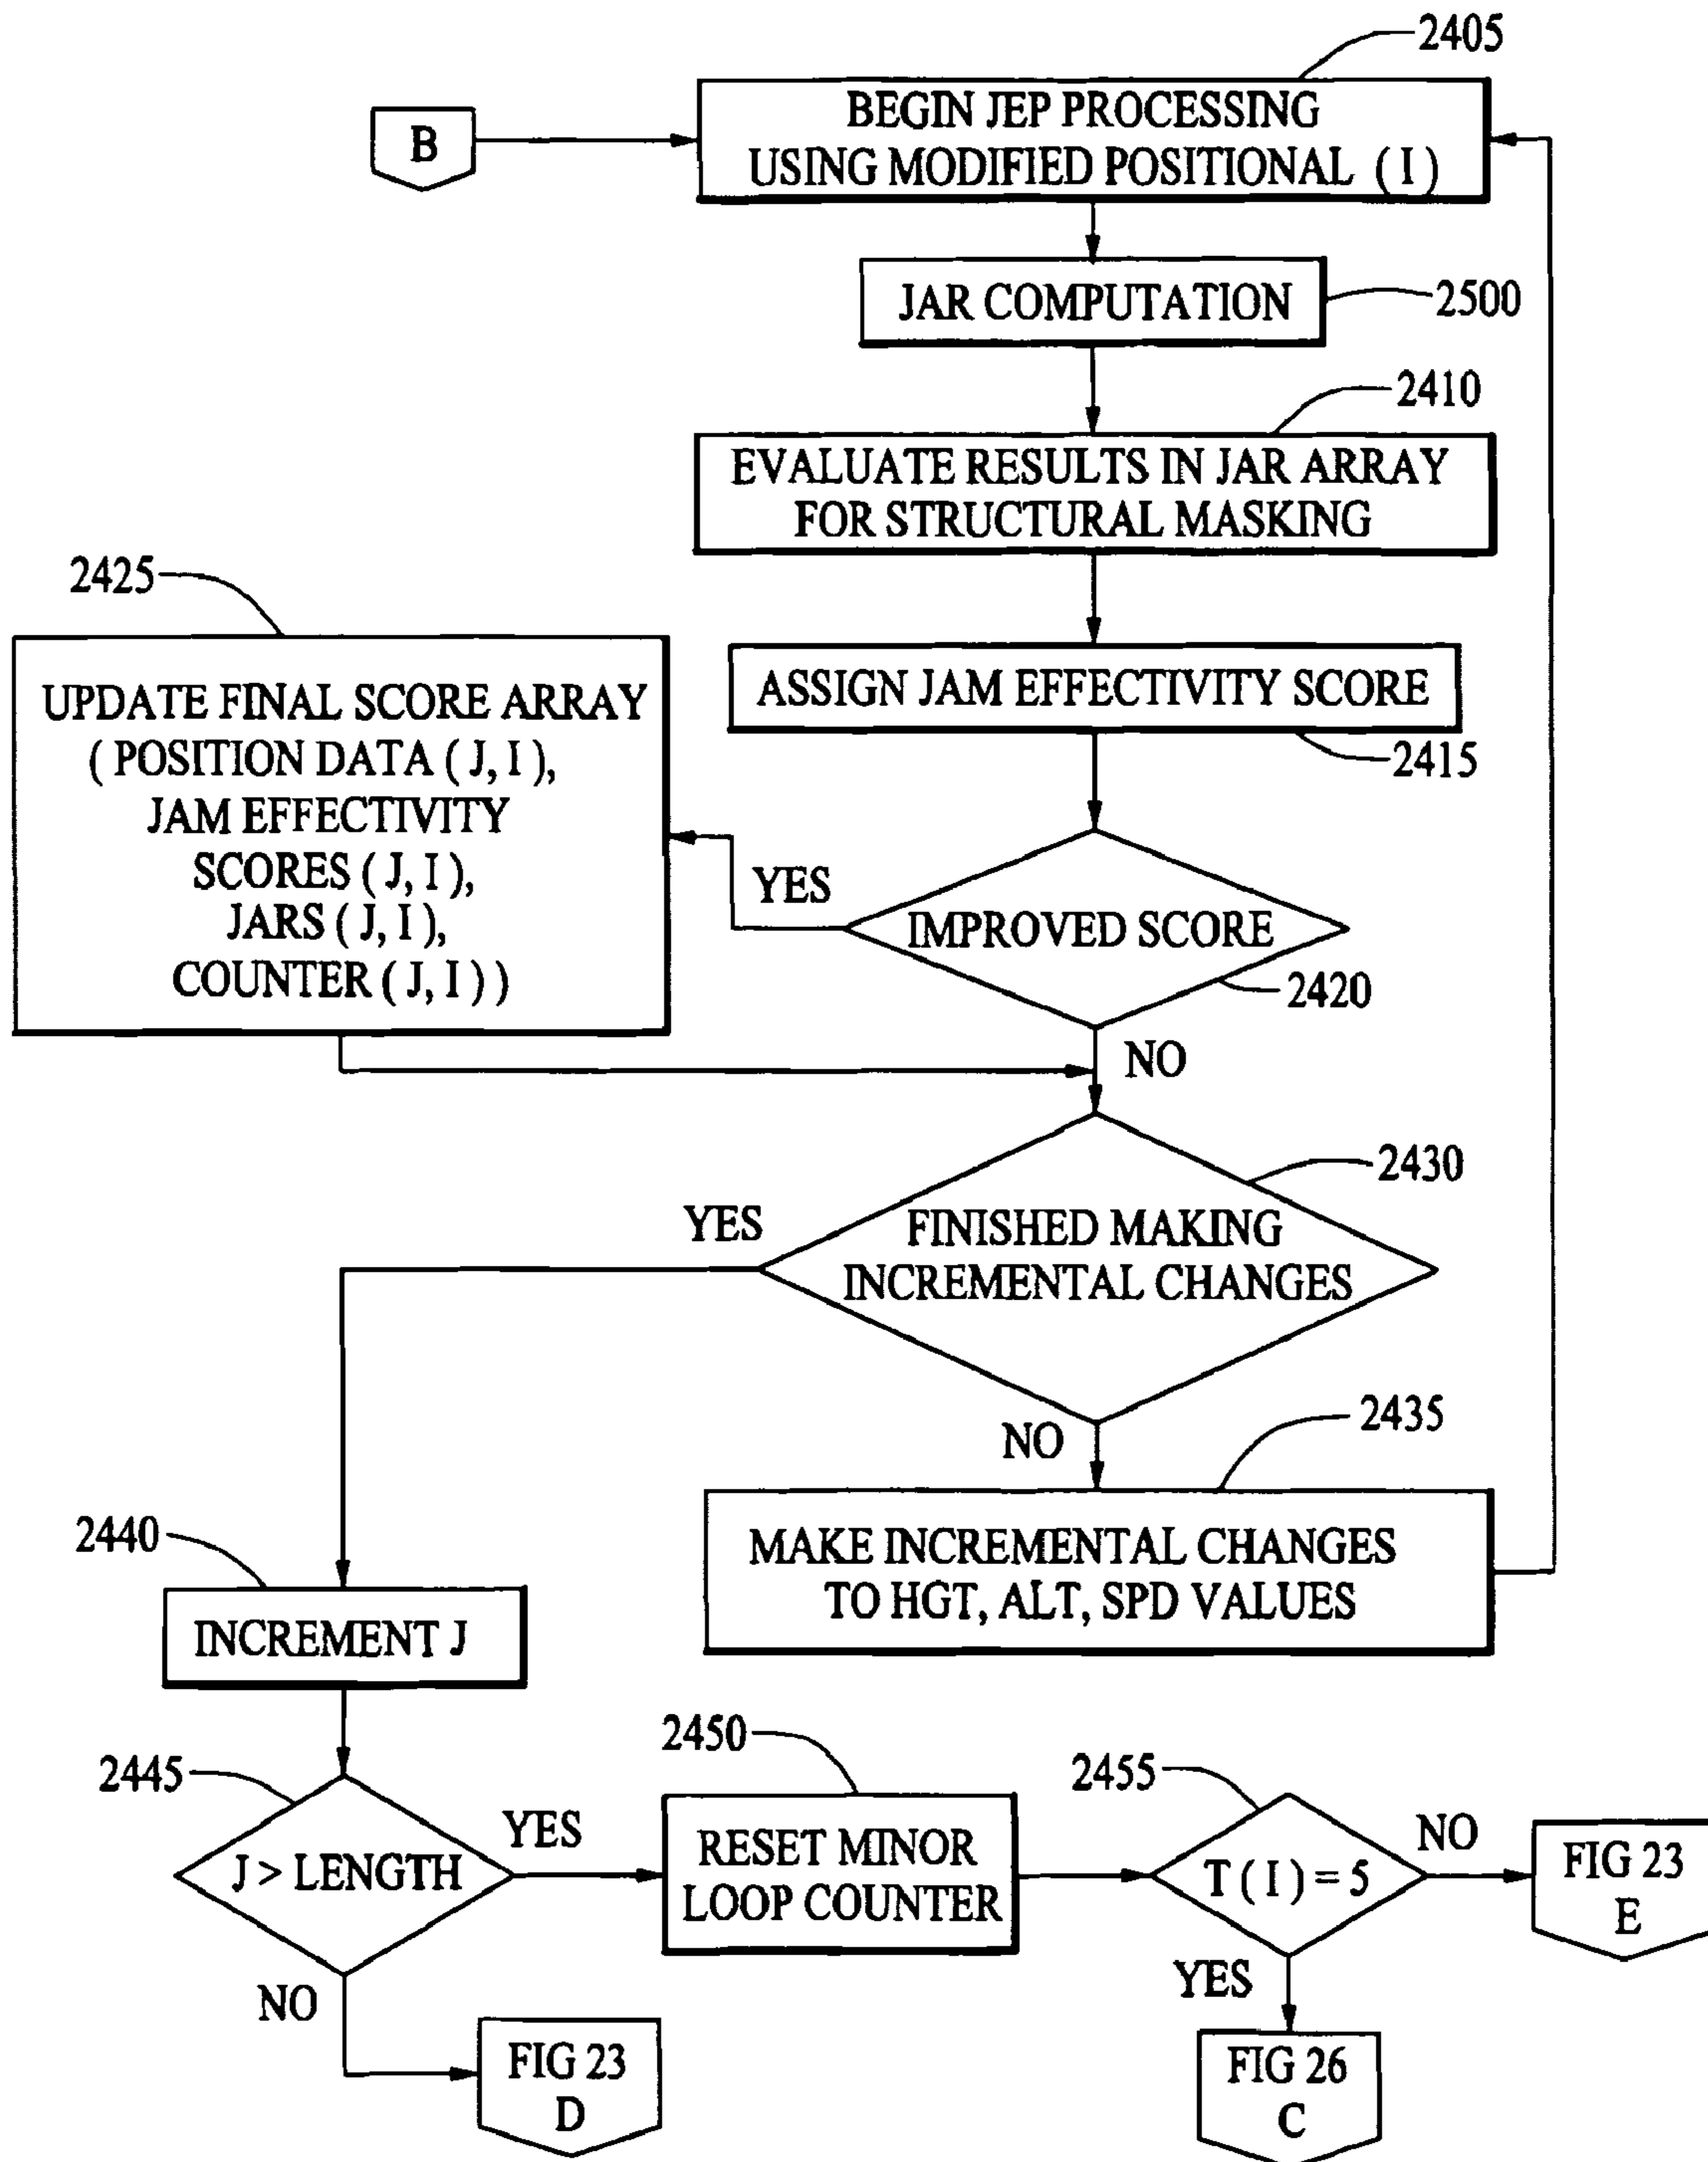 2405
B
BEGIN JEP PROCESSING
USING MODIFIED POSITIONAL ( I )
JAR COMPUTATION
2500
2410
EVALUATE RESULTS IN JAR ARRAY
FOR STRUCTURAL MASKING
2425
UPDATE FINAL SCORE ARRAY
( POSITION DATA ( J, I ),
JAM EFFECTIVITY
SCORES ( J, I ),
JARS ( J, I ),
COUNTER ( J, I ) )
ASSIGN JAM EFFECTIVITY SCORE
2415
YES
IMPROVED SCORE
2420
NO
2430
YES
FINISHED MAKING
INCREMENTAL CHANGES
NO
2435
MAKE INCREMENTAL CHANGES
TO HGT, ALT, SPD VALUES
2440
INCREMENT J
2445
J > LENGTH
YES
NO
FIG 23
D
2450
RESET MINOR
LOOP COUNTER
2455
T ( I ) = 5
NO
FIG 23
E
YES
FIG 26
C